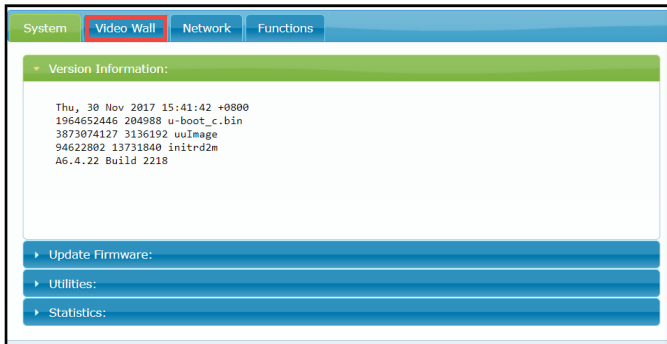 System Video Wall Network Functions
Version Information:
Thu, 30 Nov 2017 15:41:42 +0800
1964652446 204988 u-boot_c.bin
3873074127 3136192 uuImage
94622802 13731840 initrd2m
A6.4.22 Build 2218
Update Firmware:
Utilities:
Statistics: